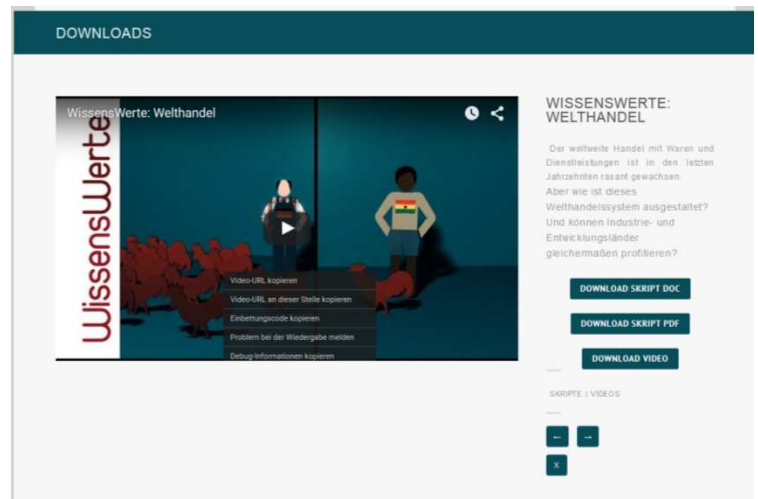 DOWNLOADS
WissensWerte: Welthandel
WissensWerte
Video-URL kopieren
Video-URL an dieser Stelle kopieren
Einbettungscode kopieren
Problem bei der Wiedergabe melden
Debug-Informationen kopieren
WISSENSWERTE:
WELTHANDEL
Der weltweite Handel mit Waren und
Dienstleistungen ist in den letzten
Jahrzehnten rasant gewachsen.
Aber wie ist dieses
Welthandelssystem ausgestaltet?
Und können Industrie- und
Entwicklungsländer
gleichermaßen profitieren?
DOWNLOAD SKRIPT DOC
DOWNLOAD SKRIPT PDF
DOWNLOAD VIDEO
SKRIPTE | VIDEOS
← →
x